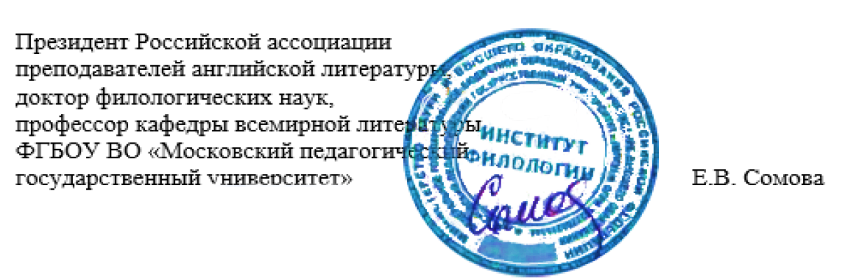 Президент Российской ассоциации
преподавателей английской литературы,
доктор филологических наук,
профессор кафедры всемирной литературы
ФГБОУ ВО «Московский педагогический
государственный университет»
Е.В. Сомова
ИНСТИТУТ
ФИЛОЛОГИИ